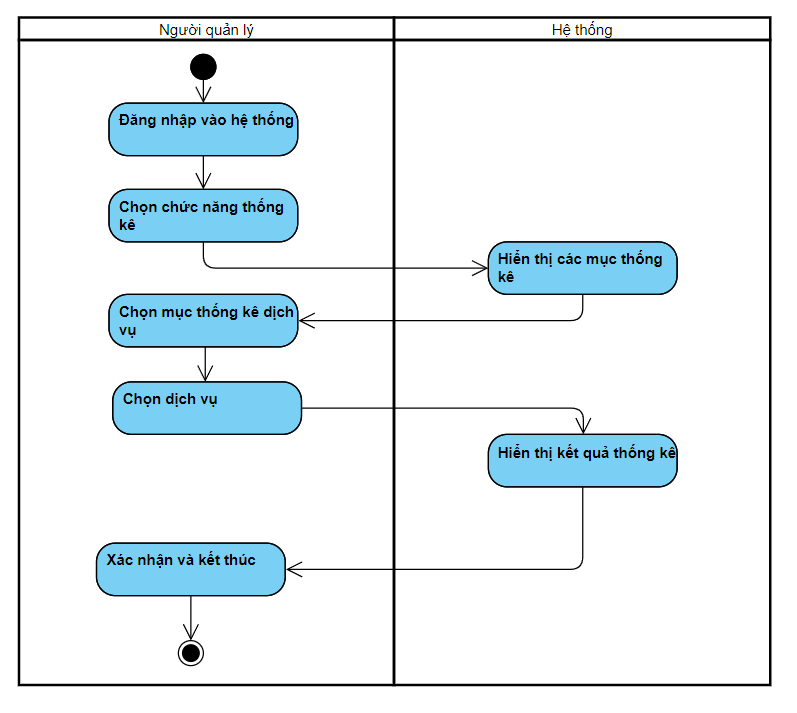 Người quản lý
Hệ thống
Đăng nhập vào hệ thống
Chọn chức năng thống
kê
Hiển thị các mục thống
kê
Chọn mục thống kê dịch
vụ
Chọn dịch vụ
Hiển thị kết quả thống kê
Xác nhận và kết thúc